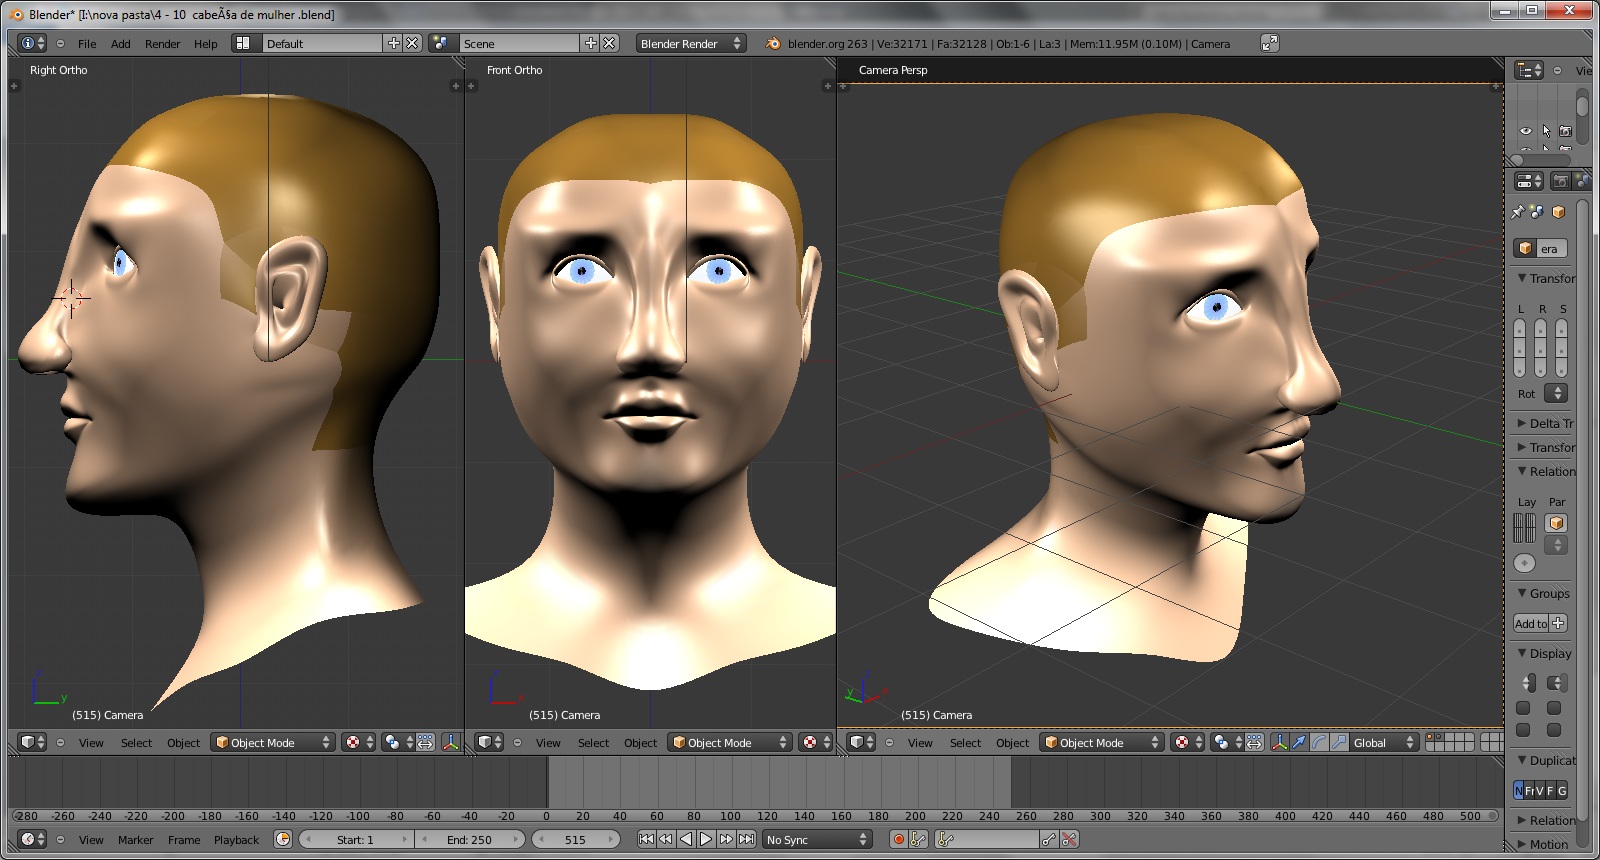 Blender* [I:\nova pasta\4 - 10  cabeÃ§a de mulher .blend]
File Add Render Help Default Scene Blender Render blender.org 263 | Ve:32171 | Fa:32128 | Ob:1-6 | La:3 | Mem:11.95M (0.10M) | Camera
Right Ortho Front Ortho Camera Persp
Vie
era
Transfor
L R S
Rot
Delta Tr
Transfor
Relation
Lay Par
Groups
Add to
Display
z y z x y z x
(515) Camera (515) Camera (515) Camera
View Select Object Object Mode View Select Object Object Mode View Select Object Object Mode Global
Duplicat
N Fr V F G
-280 -260 -240 -220 -200 -180 -160 -140 -120 -100 -80 -60 -40 -20 0 20 40 60 80 100 120 140 160 180 200 220 240 260 280 300 320 340 360 380 400 420 440 460 480 500
Relation
View Marker Frame Playback Start: 1 End: 250 515 No Sync
Motion